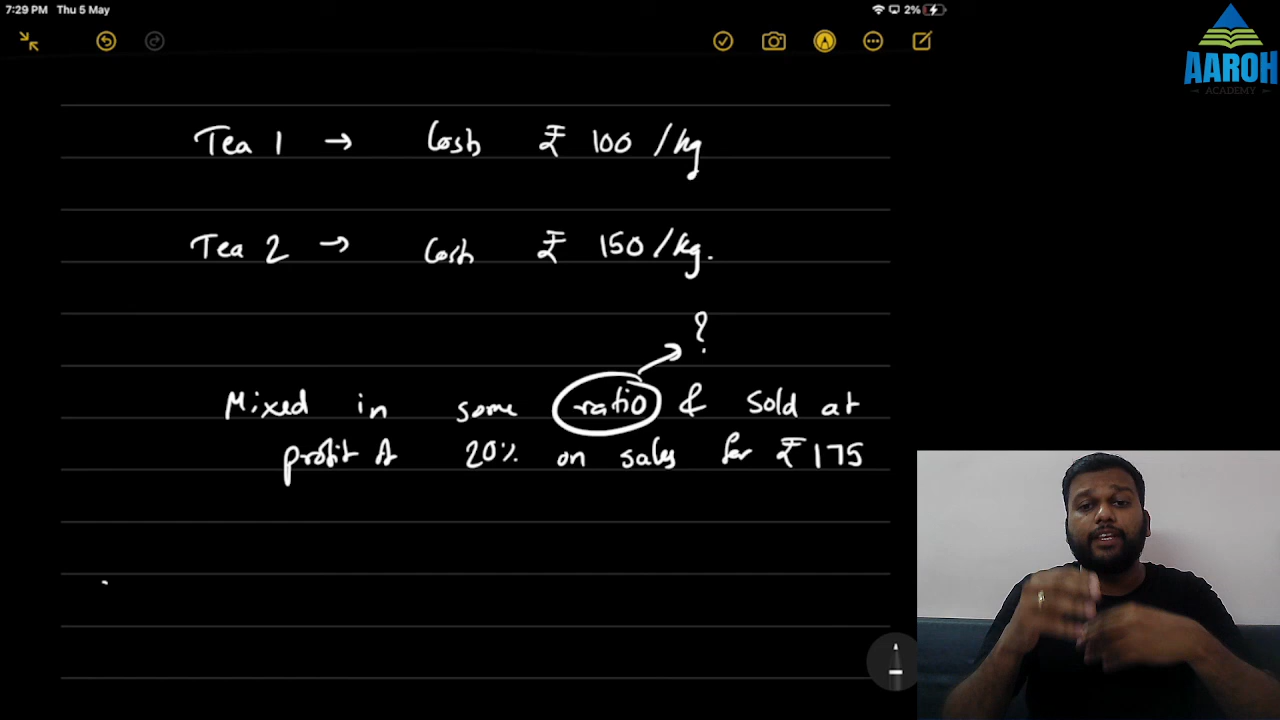 7:29 PM Thu 5 May
2%
AAROH
ACADEMY
Tea 1 → Cost ₹ 100 /kg
Tea 2 → Cost ₹ 150/kg.
?
Mixed in some ratio & sold at
profit of 20% on sales for ₹175